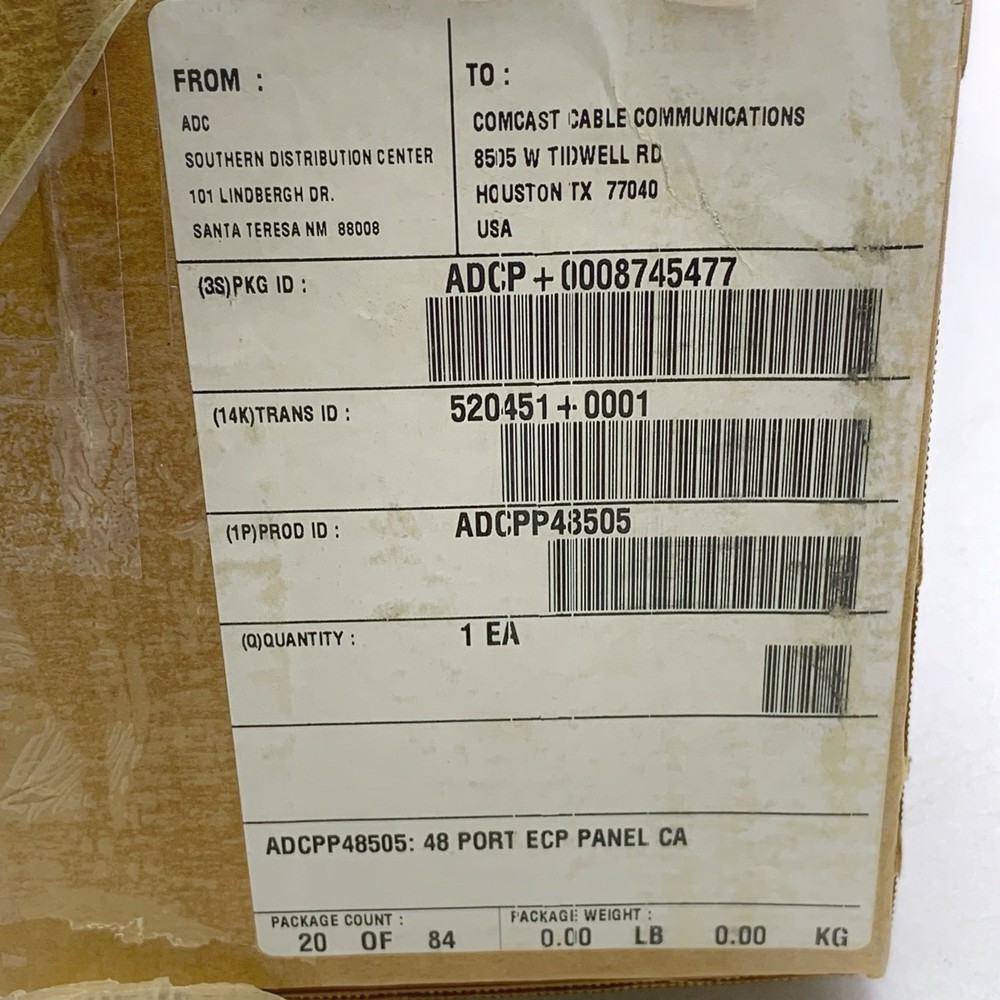 FROM :
ADC
SOUTHERN DISTRIBUTION CENTER
101 LINDBERGH DR.
SANTA TERESA NM 88008
TO :
COMCAST CABLE COMMUNICATIONS
8505 W TIDWELL RD
HOUSTON TX 77040
USA
(3S)PKG ID : ADCP + 0008745477
(14K)TRANS ID : 520451 + 0001
(1P)PROD ID : ADCPP48505
(Q)QUANTITY : 1 EA
ADCPP48505: 48 PORT ECP PANEL CA
PACKAGE COUNT :
20 OF 84
PACKAGE WEIGHT :
0.00 LB 0.00 KG